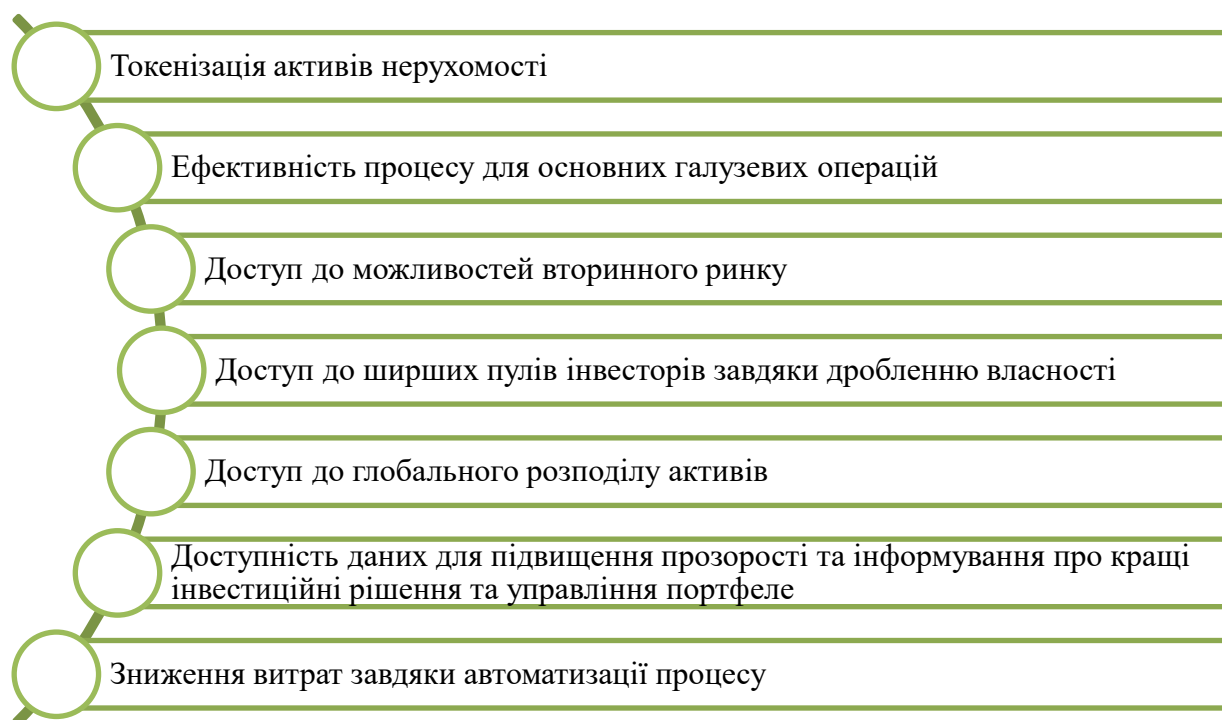 Токенізація активів нерухомості
Ефективність процесу для основних галузевих операцій
Доступ до можливостей вторинного ринку
Доступ до ширших пулів інвесторів завдяки дробленню власності
Доступ до глобального розподілу активів
Доступність даних для підвищення прозорості та інформування про кращі
інвестиційні рішення та управління портфеле
Зниження витрат завдяки автоматизації процесу